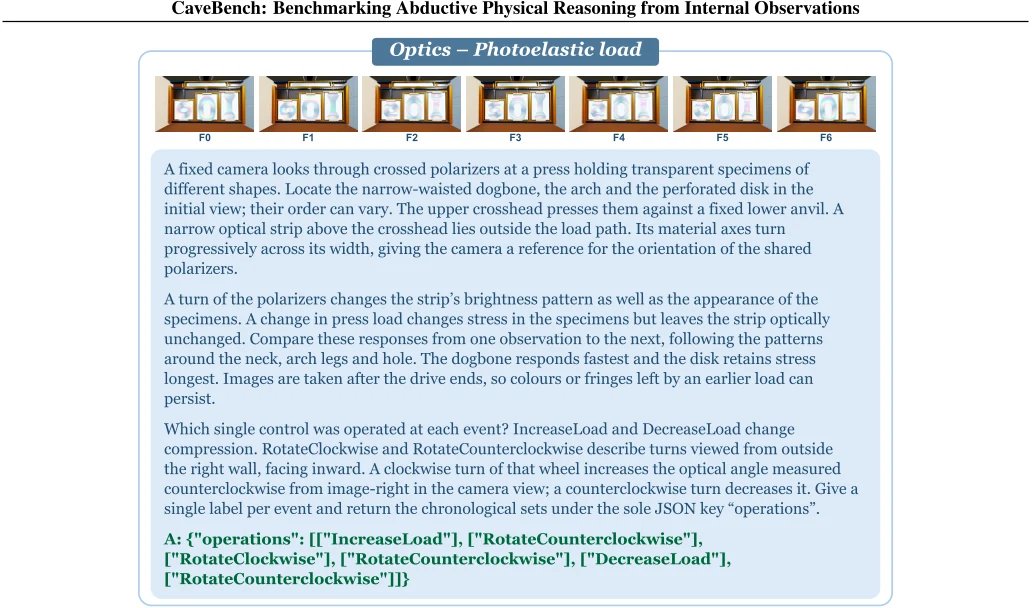 CaveBench: Benchmarking Abductive Physical Reasoning from Internal Observations
Optics – Photoelastic load
F0 F1 F2 F3 F4 F5 F6
A fixed camera looks through crossed polarizers at a press holding transparent specimens of
different shapes. Locate the narrow-waisted dogbone, the arch and the perforated disk in the
initial view; their order can vary. The upper crosshead presses them against a fixed lower anvil. A
narrow optical strip above the crosshead lies outside the load path. Its material axes turn
progressively across its width, giving the camera a reference for the orientation of the shared
polarizers.
A turn of the polarizers changes the strip's brightness pattern as well as the appearance of the
specimens. A change in press load changes stress in the specimens but leaves the strip optically
unchanged. Compare these responses from one observation to the next, following the patterns
around the neck, arch legs and hole. The dogbone responds fastest and the disk retains stress
longest. Images are taken after the drive ends, so colours or fringes left by an earlier load can
persist.
Which single control was operated at each event? IncreaseLoad and DecreaseLoad change
compression. RotateClockwise and RotateCounterclockwise describe turns viewed from outside
the right wall, facing inward. A clockwise turn of that wheel increases the optical angle measured
counterclockwise from image-right in the camera view; a counterclockwise turn decreases it. Give a
single label per event and return the chronological sets under the sole JSON key “operations”.
A: {"operations": [["IncreaseLoad"], ["RotateCounterclockwise"],
["RotateClockwise"], ["RotateCounterclockwise"], ["DecreaseLoad"],
["RotateCounterclockwise"]]}